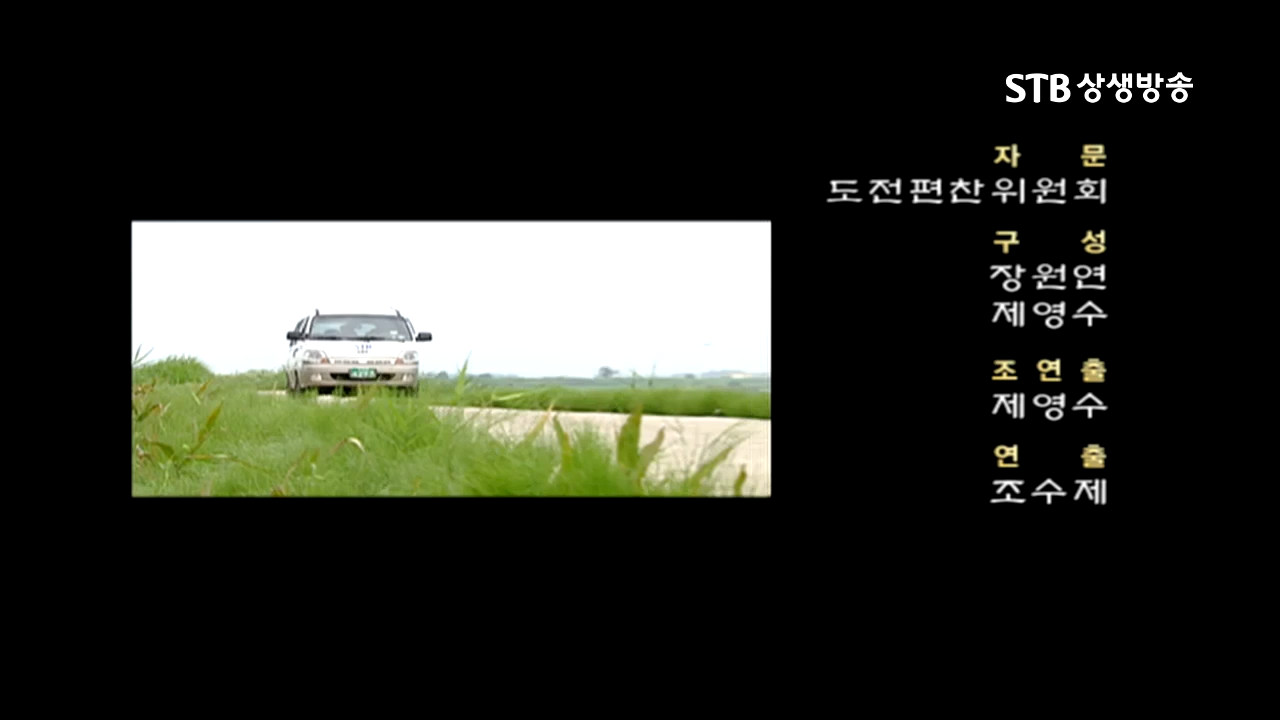 STB 상생방송
자 문
도전편찬위원회
구 성
장원연
제영수
조 연 출
제영수
연 출
조수제